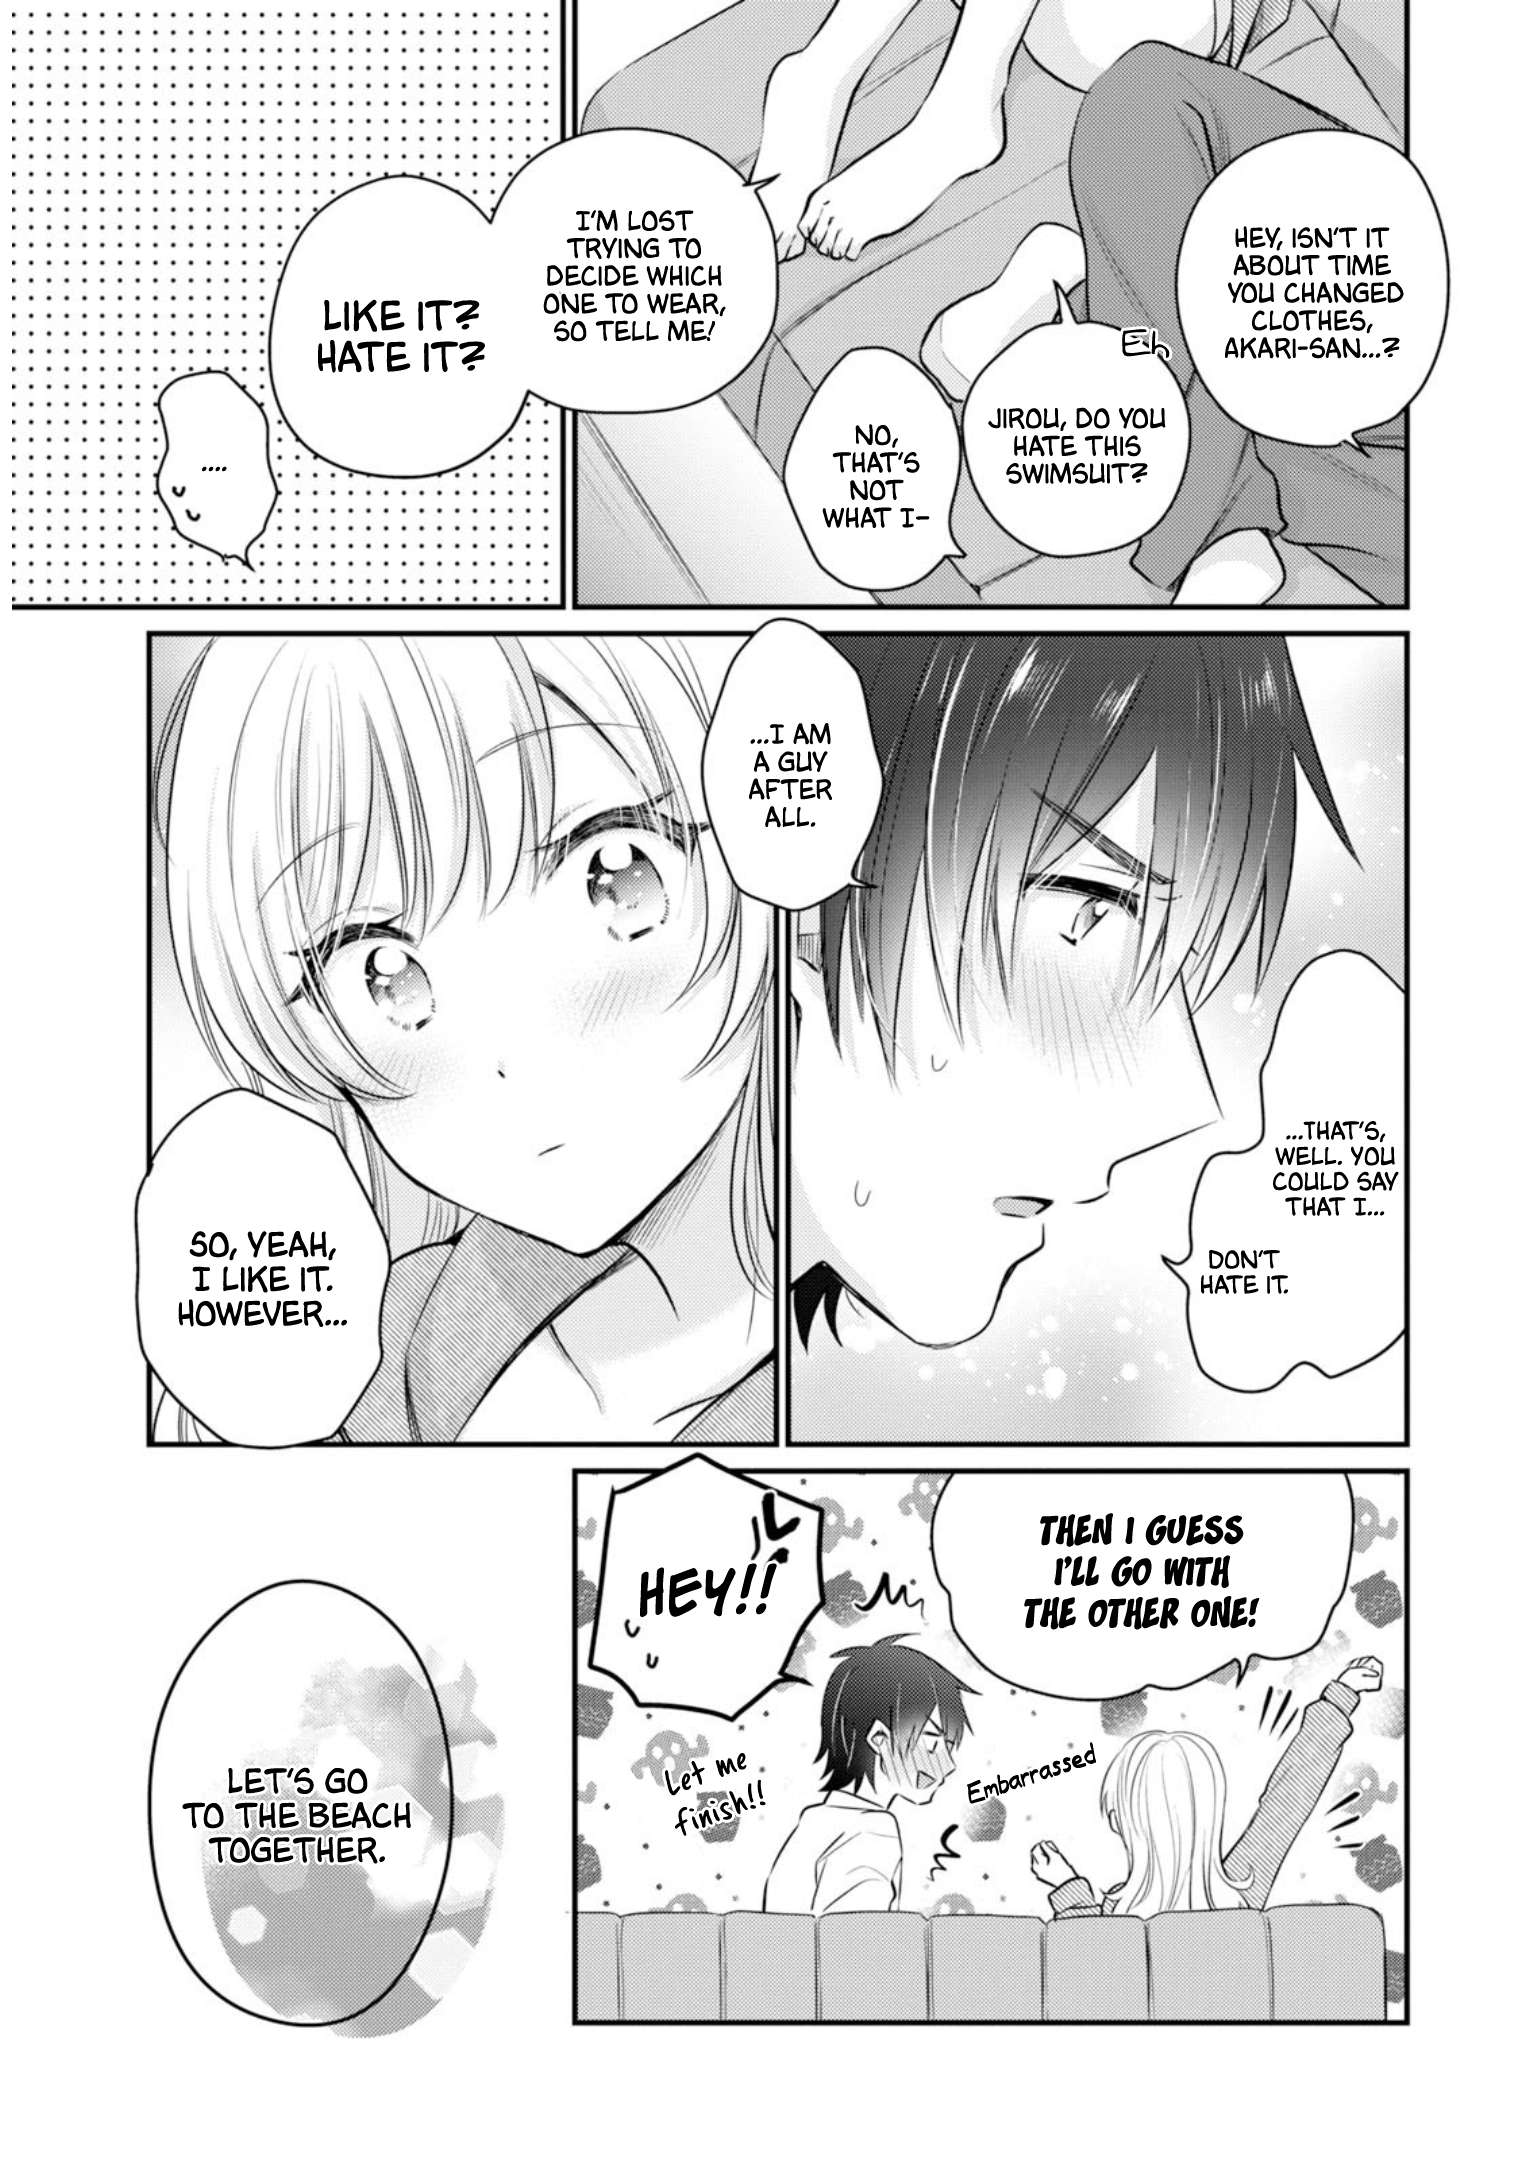 HEY, ISN'T IT
ABOUT TIME
YOU CHANGED
CLOTHES,
AKARI-SAN...?
Eh
JIROU, DO YOU
HATE THIS
SWIMSUIT?
NO,
THAT'S
NOT
WHAT I-
I'M LOST
TRYING TO
DECIDE WHICH
ONE TO WEAR,
SO TELL ME!
LIKE IT?
HATE IT?
....
...THAT'S,
WELL. YOU
COULD SAY
THAT I...
DON'T
HATE IT.
...I AM
A GUY
AFTER
ALL.
SO, YEAH,
I LIKE IT.
HOWEVER...
THEN I GUESS
I'LL GO WITH
THE OTHER ONE!
HEY!!
Embarrassed
Let me
finish!!
LET'S GO
TO THE BEACH
TOGETHER.